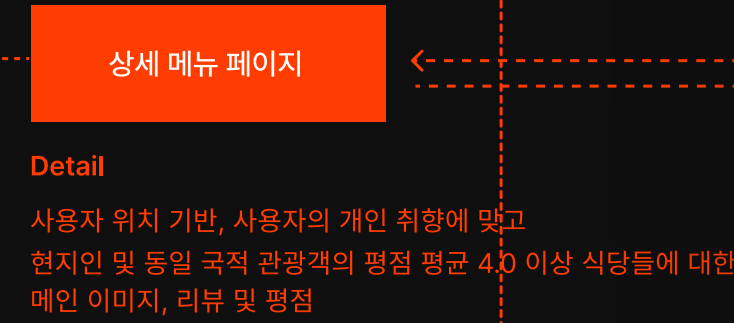 상세 메뉴 페이지
Detail
사용자 위치 기반, 사용자의 개인 취향에 맞고
현지인 및 동일 국적 관광객의 평점 평균 4.0 이상 식당들에 대한
메인 이미지, 리뷰 및 평점